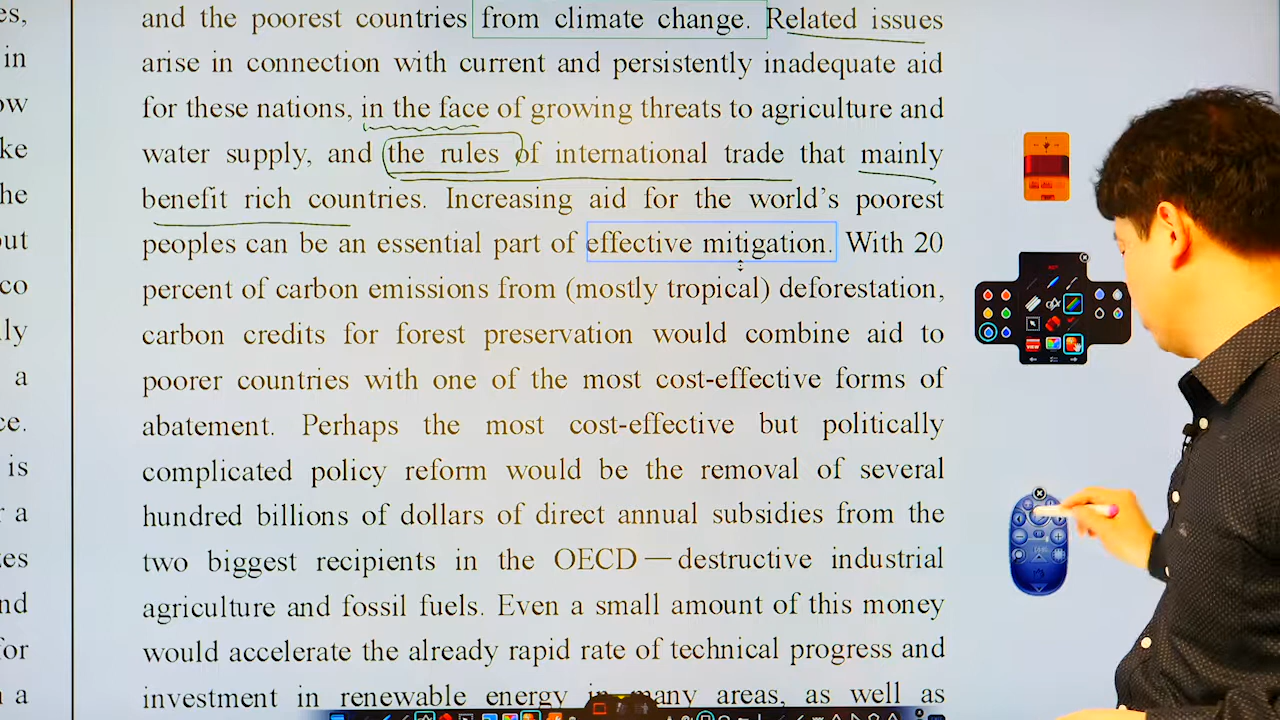 and the poorest countries from climate change. Related issues
arise in connection with current and persistently inadequate aid
for these nations, in the face of growing threats to agriculture and
water supply, and the rules of international trade that mainly
benefit rich countries. Increasing aid for the world's poorest
peoples can be an essential part of effective mitigation. With 20
percent of carbon emissions from (mostly tropical) deforestation,
carbon credits for forest preservation would combine aid to
poorer countries with one of the most cost-effective forms of
abatement. Perhaps the most cost-effective but politically
complicated policy reform would be the removal of several
hundred billions of dollars of direct annual subsidies from the
two biggest recipients in the OECD — destructive industrial
agriculture and fossil fuels. Even a small amount of this money
would accelerate the already rapid rate of technical progress and
investment in renewable energy in many areas, as well as